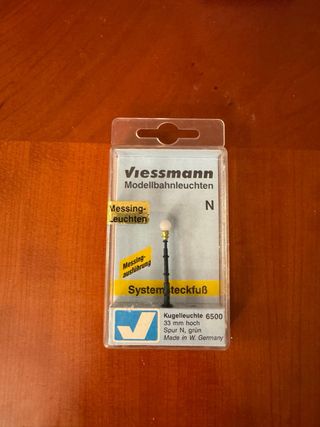 Viessmann
Modellbahnleuchten
N
Messing-
Leuchten
Messing-
ausführung
Systemsteckfuß
Kugelleuchte 6500
33 mm hoch
Spur N, grün
Made in W. Germany